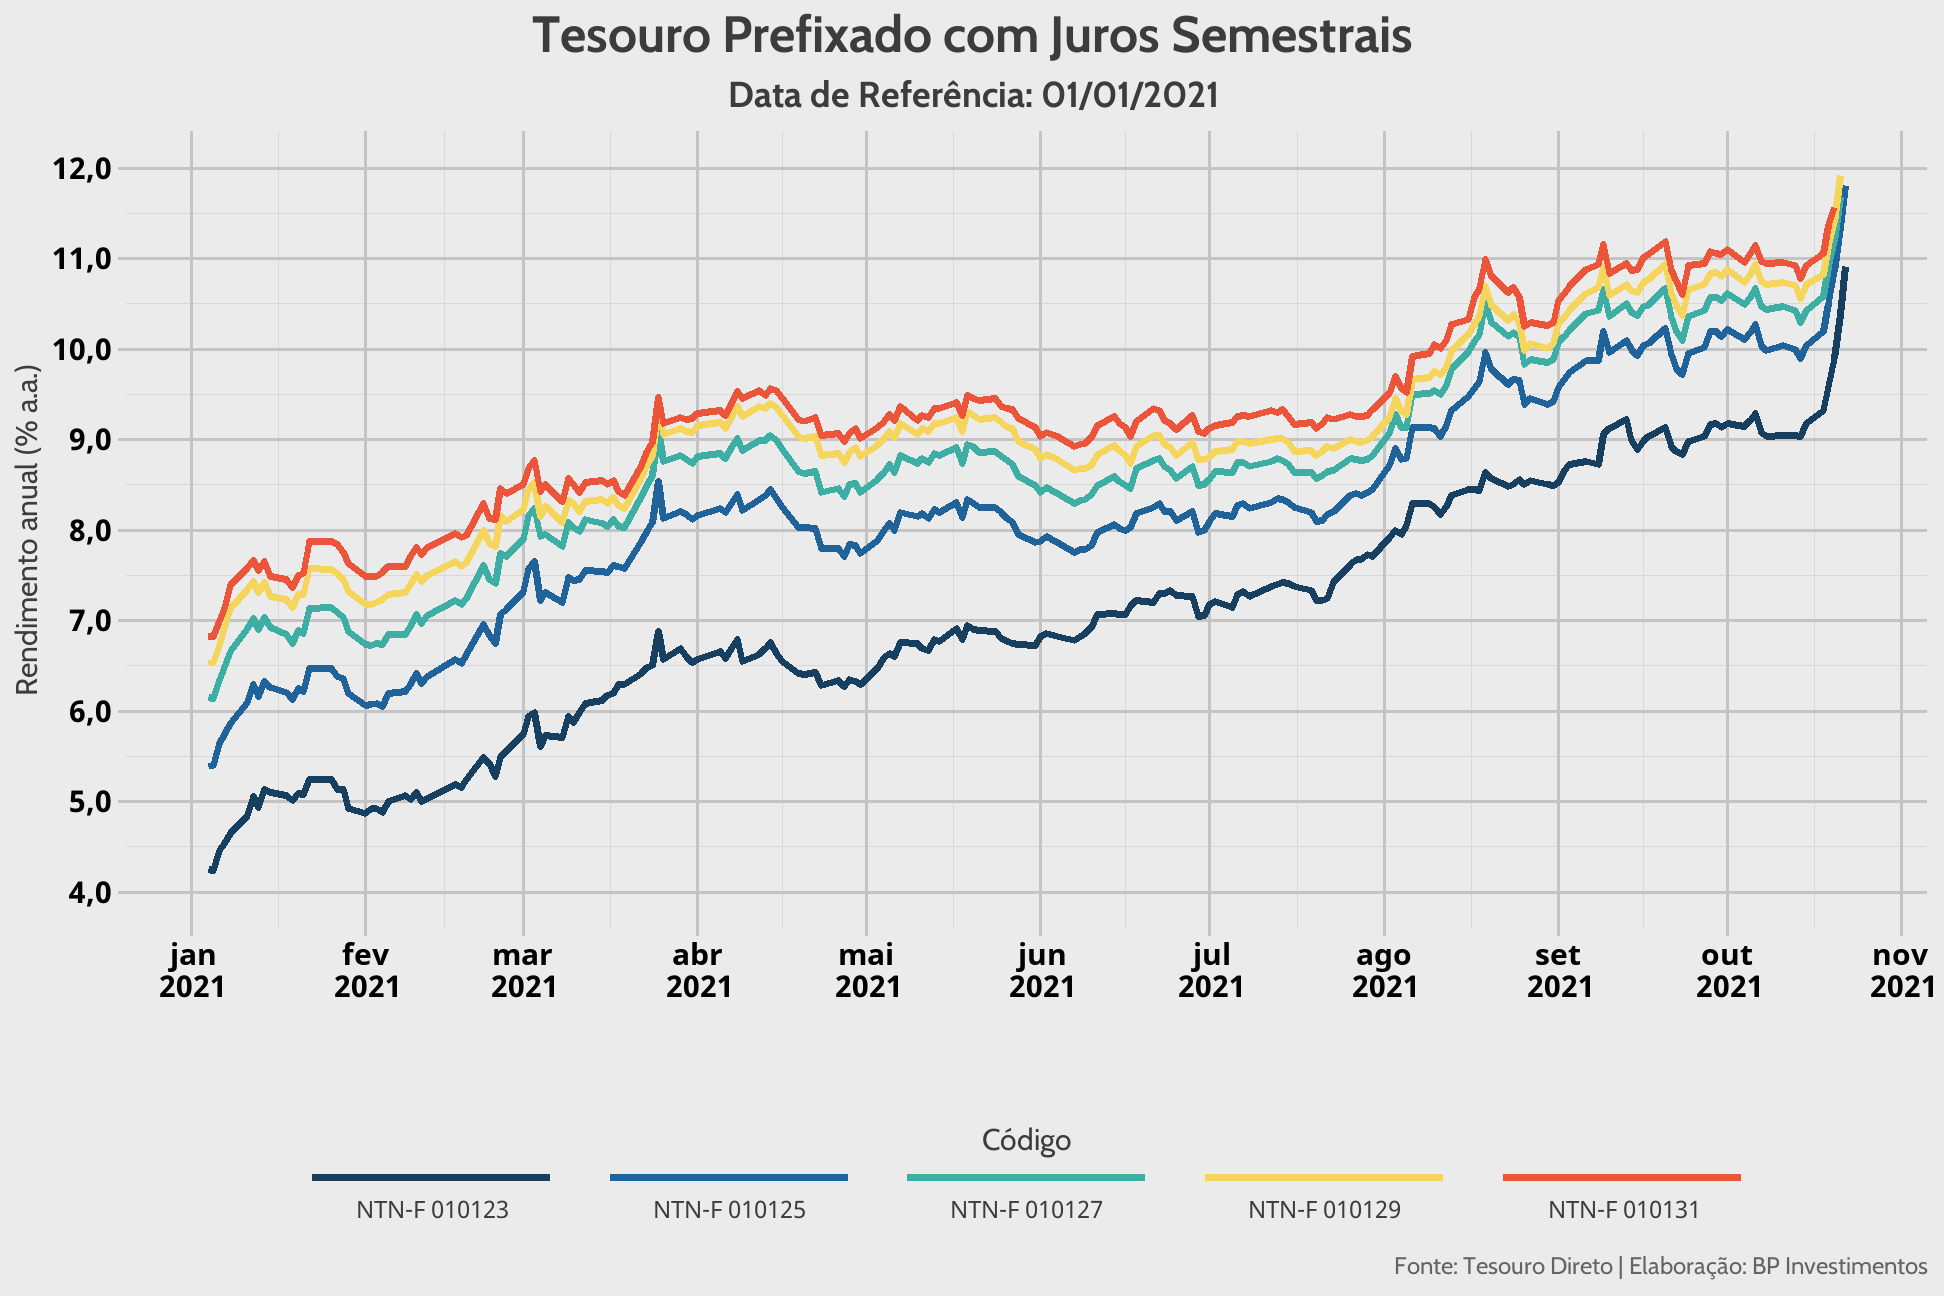 Tesouro Prefixado com Juros Semestrais
Data de Referência: 01/01/2021
Rendimento anual (% a.a.)
12,0
11,0
10,0
9,0
8,0
7,0
6,0
5,0
4,0
jan fev mar abr mai jun jul ago set out nov
2021 2021 2021 2021 2021 2021 2021 2021 2021 2021 2021
Código
NTN-F 010123 NTN-F 010125 NTN-F 010127 NTN-F 010129 NTN-F 010131
Fonte: Tesouro Direto | Elaboração: BP Investimentos